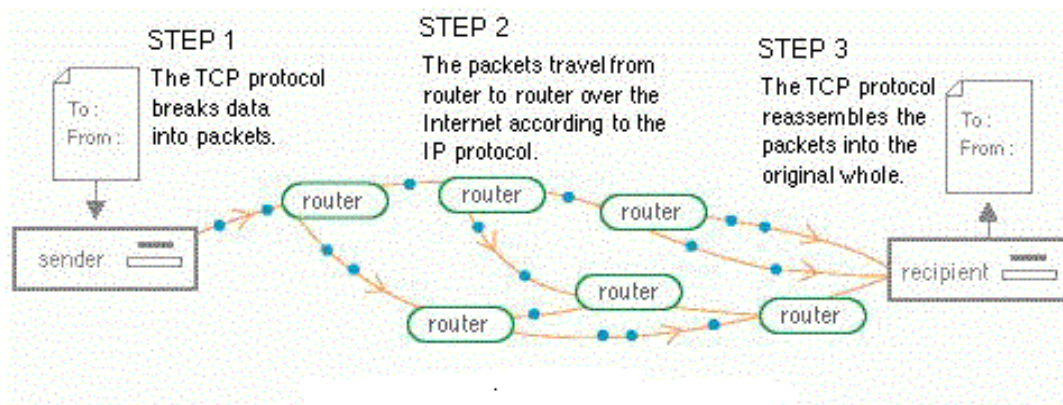 STEP 1
The TCP protocol
breaks data
into packets.
To :
From :
sender
STEP 2
The packets travel from
router to router over the
Internet according to the
IP protocol.
router
router
router
router
router
router
STEP 3
The TCP protocol
reassembles the
packets into the
original whole.
To :
From :
recipient